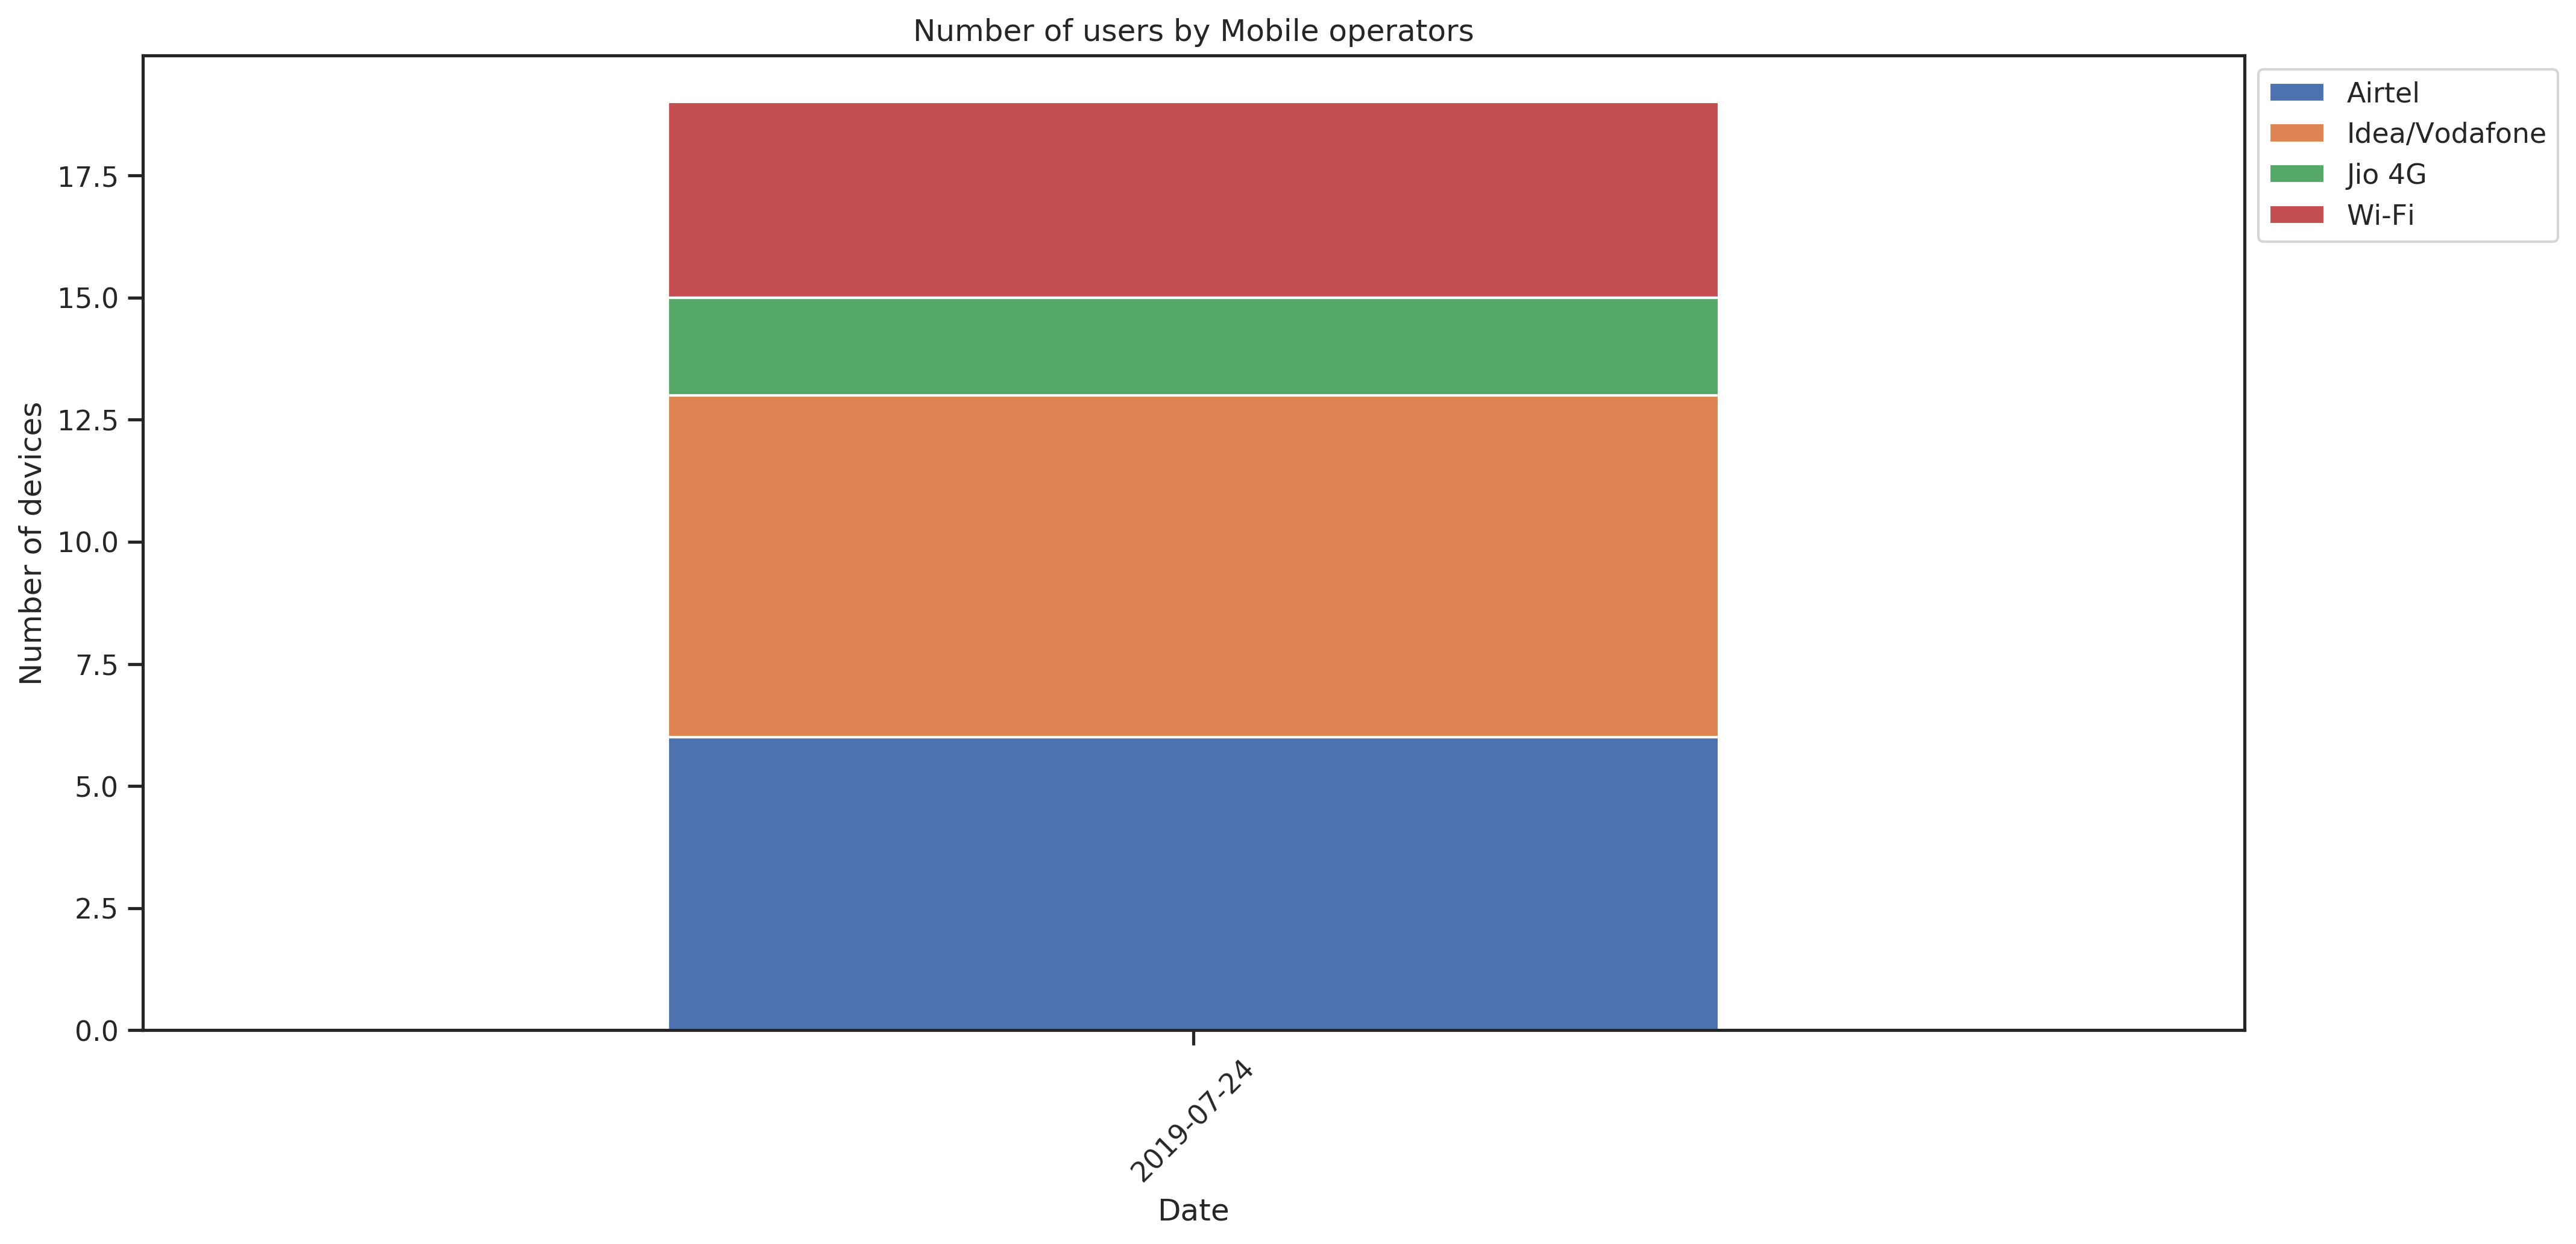 Number of users by Mobile operators
Airtel
Idea/Vodafone
Jio 4G
Wi-Fi
17.5
15.0
12.5
10.0
7.5
5.0
2.5
0.0
Number of devices
2019-07-24
Date